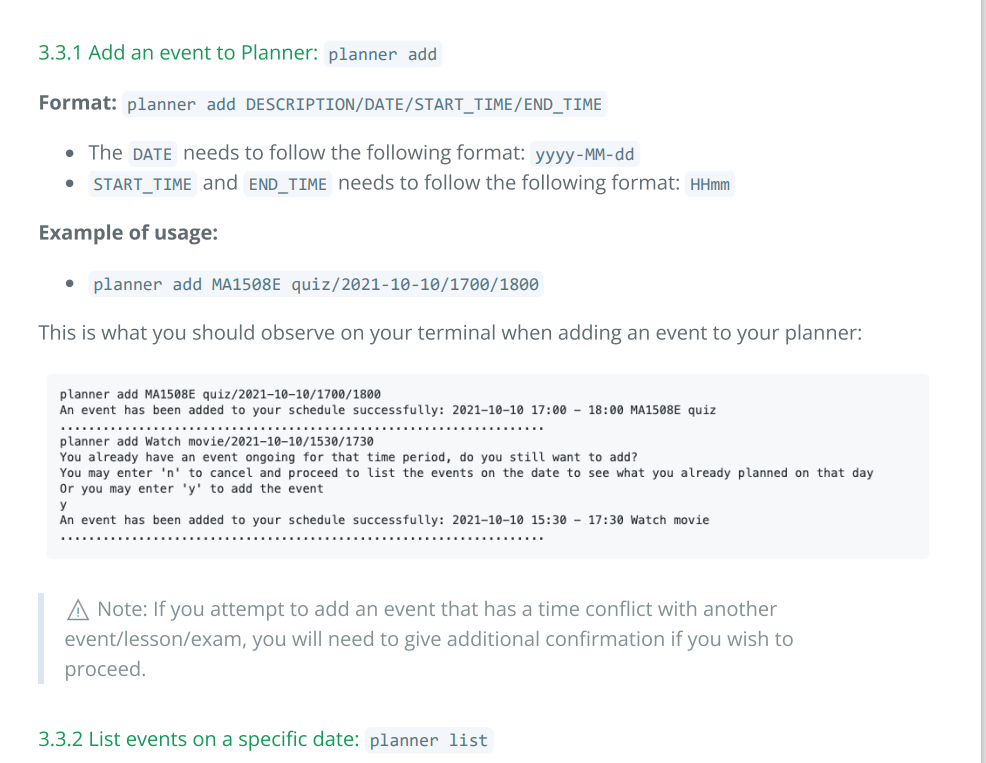 3.3.1 Add an event to Planner: planner add
Format: planner add DESCRIPTION/DATE/START_TIME/END_TIME
• The DATE needs to follow the following format: yyyy-MM-dd
• START_TIME and END_TIME needs to follow the following format: HHmm
Example of usage:
• planner add MA1508E quiz/2021-10-10/1700/1800
This is what you should observe on your terminal when adding an event to your planner:
planner add MA1508E quiz/2021-10-10/1700/1800
An event has been added to your schedule successfully: 2021-10-10 17:00 - 18:00 MA1508E quiz
....................................................................
planner add Watch movie/2021-10-10/1530/1730
You already have an event ongoing for that time period, do you still want to add?
You may enter 'n' to cancel and proceed to list the events on the date to see what you already planned on that day
Or you may enter 'y' to add the event
y
An event has been added to your schedule successfully: 2021-10-10 15:30 - 17:30 Watch movie
....................................................................
⚠ Note: If you attempt to add an event that has a time conflict with another
event/lesson/exam, you will need to give additional confirmation if you wish to
proceed.
3.3.2 List events on a specific date: planner list